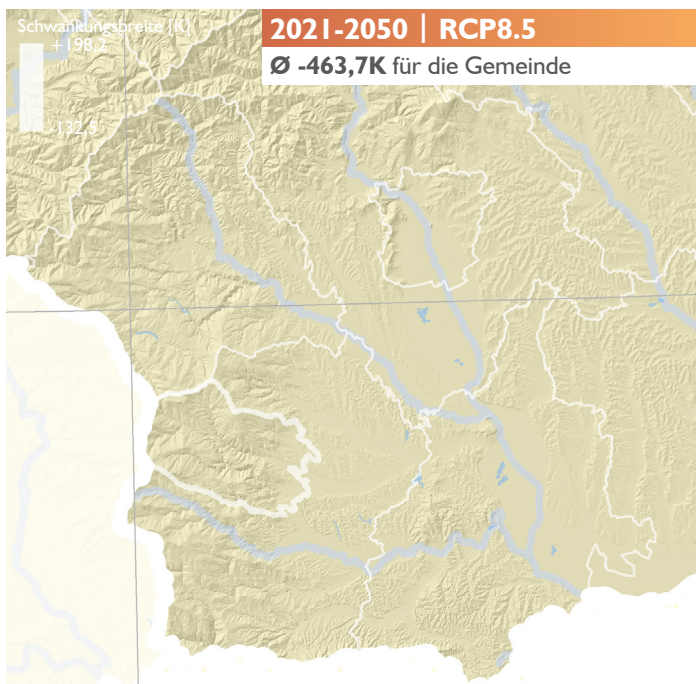 Schwankungsbreite [K]
+198,2
-132,5
2021-2050 | RCP8.5
Ø -463,7K für die Gemeinde